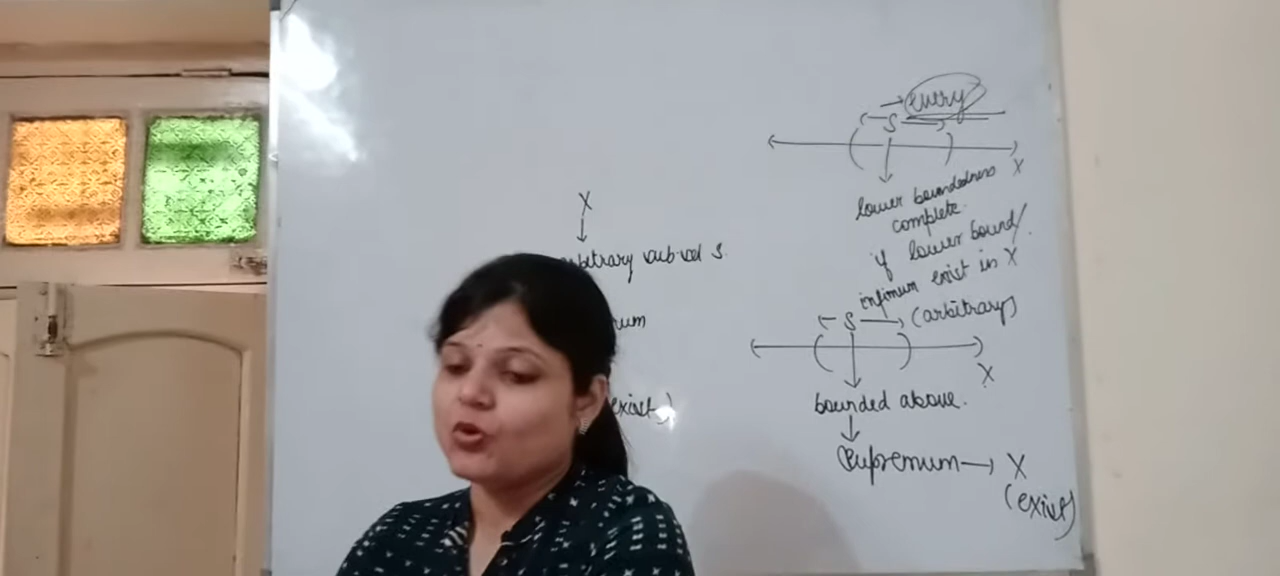 X
arbitrary sub-set S.
rum
exist)
→ every
S
X
lower boundedness
complete.
if lower bound/
infimum exist in X
S → (arbitrary)
X
bounded above.
Supremum → X
(exist)